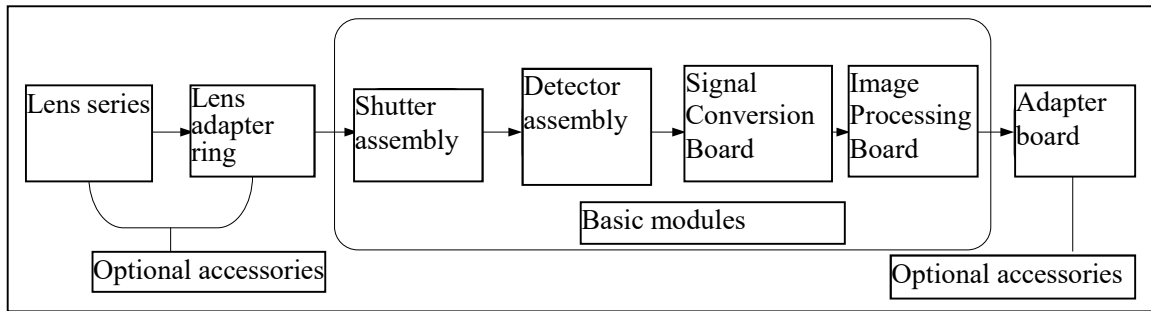 Lens series
Lens
adapter
ring
Shutter
assembly
Detector
assembly
Signal
Conversion
Board
Image
Processing
Board
Adapter
board
Basic modules
Optional accessories
Optional accessories